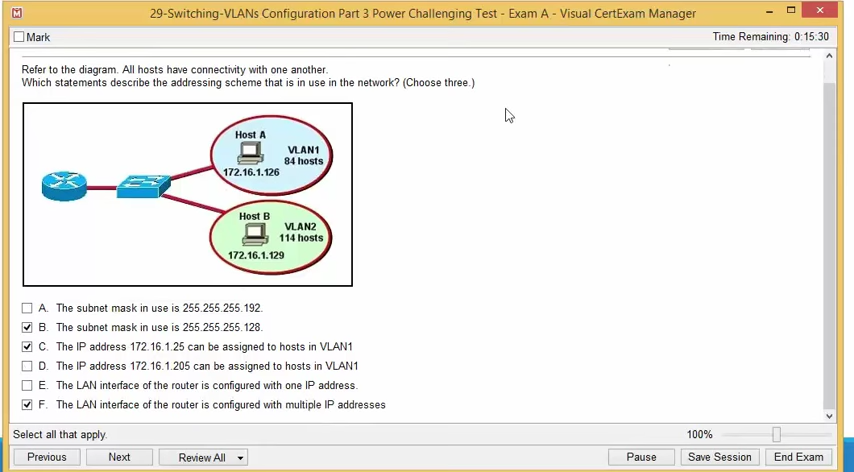 29-Switching-VLANs Configuration Part 3 Power Challenging Test - Exam A - Visual CertExam Manager
Mark
Time Remaining: 0:15:30
Refer to the diagram. All hosts have connectivity with one another.
Which statements describe the addressing scheme that is in use in the network? (Choose three.)
Host A
VLAN1
84 hosts
172.16.1.126
Host B
VLAN2
114 hosts
172.16.1.129
A. The subnet mask in use is 255.255.255.192.
B. The subnet mask in use is 255.255.255.128.
C. The IP address 172.16.1.25 can be assigned to hosts in VLAN1
D. The IP address 172.16.1.205 can be assigned to hosts in VLAN1
E. The LAN interface of the router is configured with one IP address.
F. The LAN interface of the router is configured with multiple IP addresses
Select all that apply.
100%
Previous
Next
Review All
Pause
Save Session
End Exam